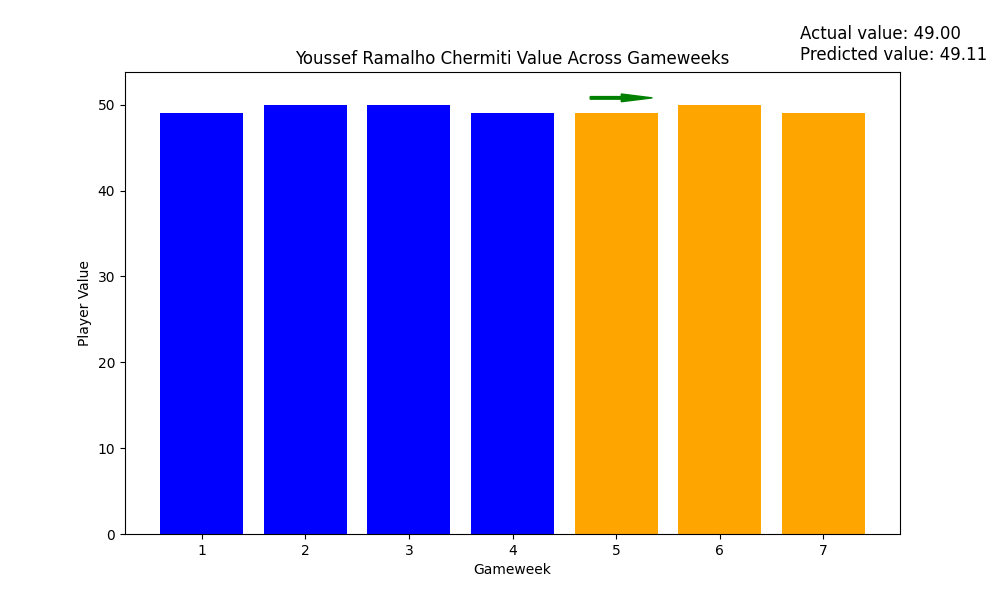 Actual value: 49.00
Predicted value: 49.11
Youssef Ramalho Chermiti Value Across Gameweeks
Player Value
50
40
30
20
10
0
1 2 3 4 5 6 7
Gameweek